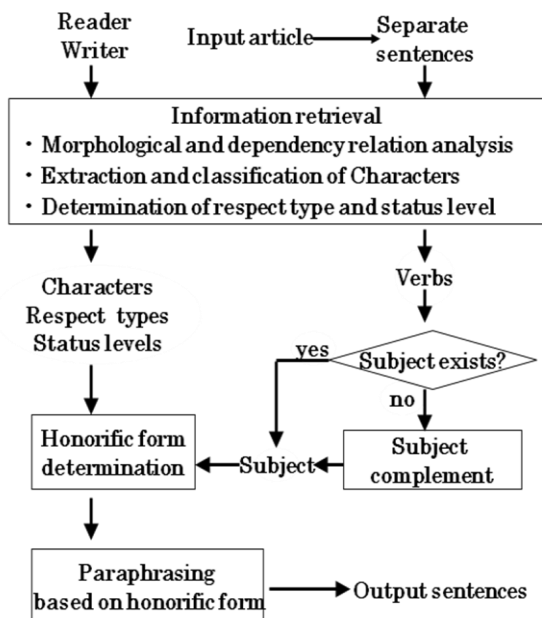 Reader
Writer
Input article
Separate
sentences
Information retrieval
・Morphological and dependency relation analysis
・Extraction and classification of Characters
・Determination of respect type and status level
Characters
Respect types
Status levels
Verbs
yes
Subject exists?
no
Honorific form
determination
Subject
Subject
complement
Paraphrasing
based on honorific form
Output sentences